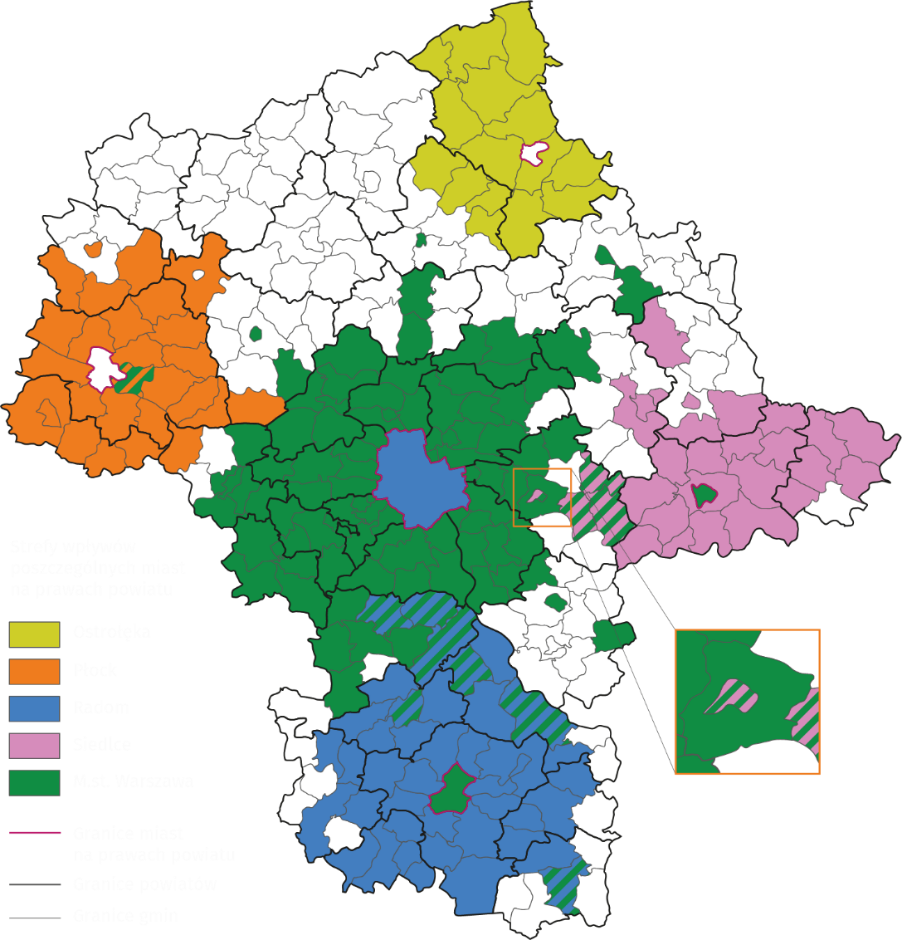 Strefy wpływów
poszczególnych miast
na prawach powiatu
Ostrołęka
Płock
Radom
Siedlce
M.st. Warszawa
Granice miast
na prawach powiatu
Granice powiatów
Granice gmin